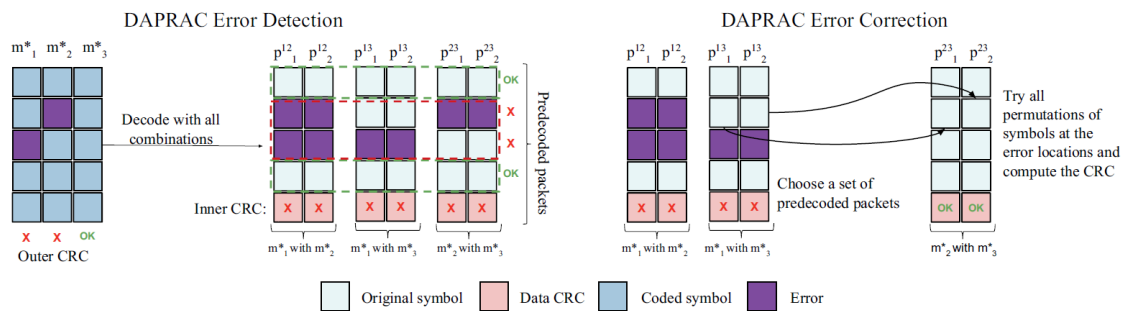 DAPRAC Error Detection
DAPRAC Error Correction
m*₁ m*₂ m*₃
p¹²₁ p¹²₂ p¹³₁ p¹³₂ p²³₁ p²³₂
p¹²₁ p¹²₂ p¹³₁ p¹³₂
p²³₁ p²³₂
Decode with all
combinations
OK
X
X
OK
Predecoded packets
Inner CRC:
X X X X X X
m*₁ with m*₂
m*₁ with m*₃
m*₂ with m*₃
X X OK
Outer CRC
Try all
permutations of
symbols at the
error locations and
compute the CRC
Choose a set of
predecoded packets
X X X X
OK OK
m*₁ with m*₂
m*₁ with m*₃
m*₂ with m*₃
Original symbol
Data CRC
Coded symbol
Error